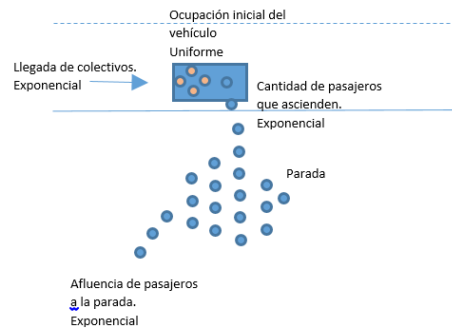 Ocupación inicial del
vehículo
Uniforme
Llegada de colectivos.
Exponencial
Cantidad de pasajeros
que ascienden.
Exponencial
Parada
Afluencia de pasajeros
a la parada.
Exponencial